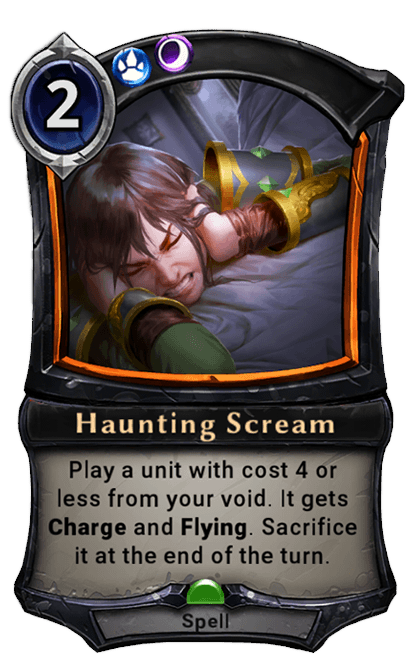 2
Haunting Scream
Play a unit with cost 4 or
less from your void. It gets
Charge and Flying. Sacrifice
it at the end of the turn.
Spell